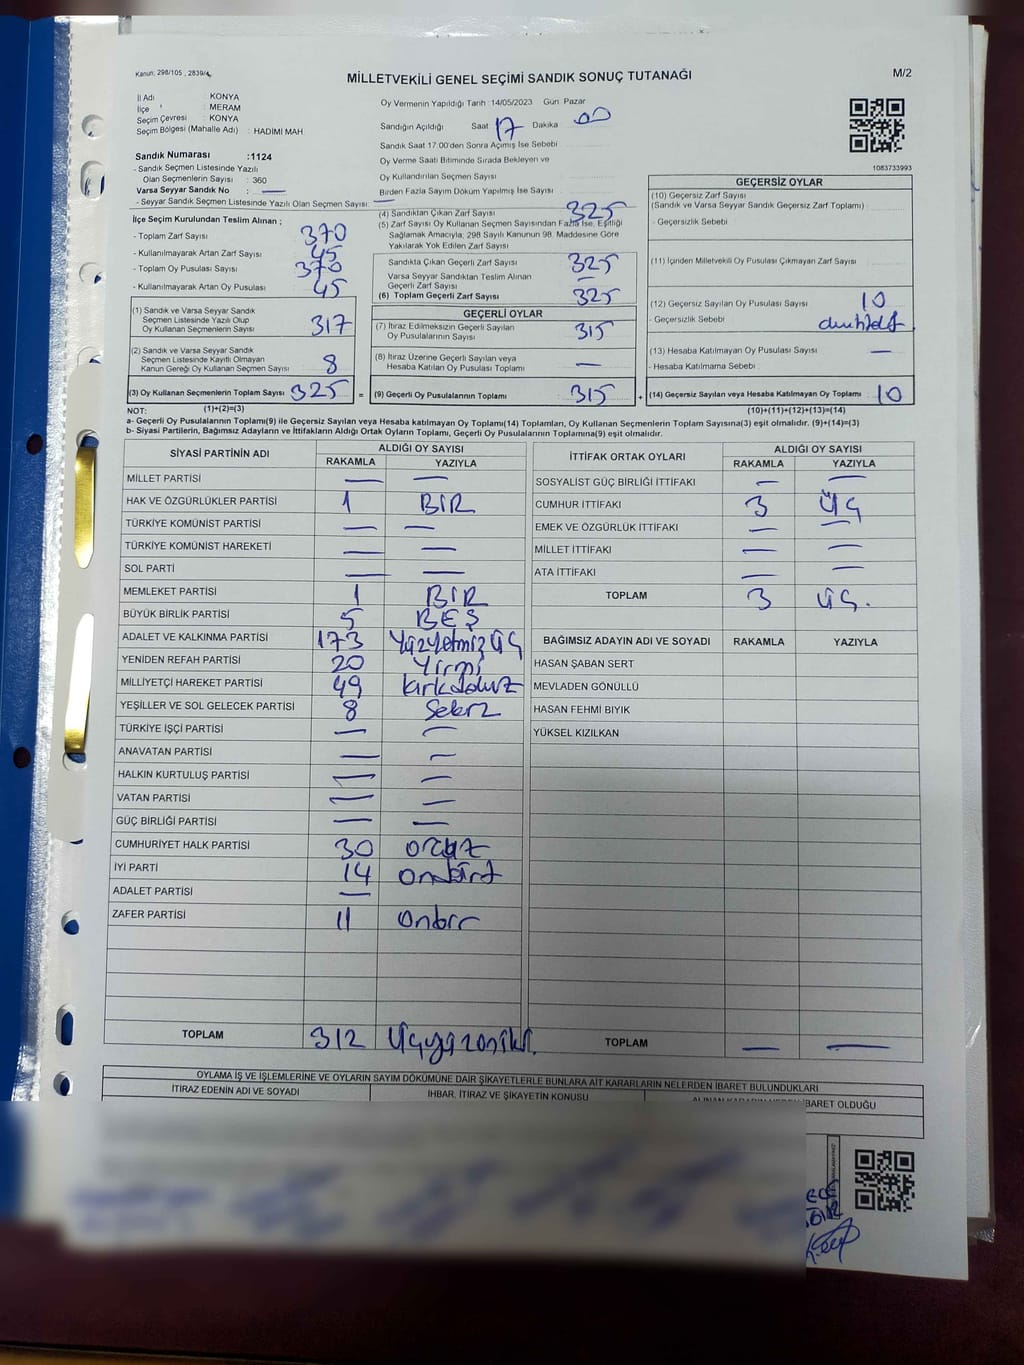 Kanun; 298/105 , 2839/4
MİLLETVEKİLİ GENEL SEÇİMİ SANDIK SONUÇ TUTANAĞI
M/2
İl Adı : KONYA
İlçe : MERAM
Seçim Çevresi : KONYA
Seçim Bölgesi (Mahalle Adı) : HADIMI MAH
Sandık Numarası :1124
- Sandık Seçmen Listesinde Yazılı
Olan Seçmenlerin Sayısı : 360
Varsa Seyyar Sandık No : —
- Seyyar Sandık Seçmen Listesinde Yazılı Olan Seçmen Sayısı: —
Oy Vermenin Yapıldığı Tarih :14/05/2023 Gün: Pazar
Sandığın Açıldığı Saat 17 Dakika 00
Sandık Saat 17.00'den Sonra Açımış İse Sebebi
Oy Verme Saati Bitiminde Sırada Bekleyen ve
Oy Kullandırılan Seçmen Sayısı
Birden Fazla Sayım Döküm Yapılmış İse Sayısı
1083733993
İlçe Seçim Kurulundan Teslim Alınan ;
- Toplam Zarf Sayısı 370
- Kullanılmayarak Artan Zarf Sayısı 45
- Toplam Oy Pusulası Sayısı 370
- Kullanılmayarak Artan Oy Pusulası 45
(1) Sandık ve Varsa Seyyar Sandık
Seçmen Listesinde Yazılı Olup
Oy Kullanan Seçmenlerin Sayısı 317
(2) Sandık ve Varsa Seyyar Sandık
Seçmen Listesinde Kayıtlı Olmayan
Kanun Gereği Oy Kullanan Seçmen Sayısı 8
(3) Oy Kullanan Seçmenlerin Toplam Sayısı 325 =
(1)+(2)=(3)
(4) Sandıktan Çıkan Zarf Sayısı 325
(5) Zarf Sayısı Oy Kullanan Seçmen Sayısından Fazla İse, Eşitliği
Sağlamak Amacıyla, 298 Sayılı Kanunun 98. Maddesine Göre
Yakılarak Yok Edilen Zarf Sayısı
Sandıkta Çıkan Geçerli Zarf Sayısı 325
Varsa Seyyar Sandıktan Teslim Alınan
Geçerli Zarf Sayısı —
(6) Toplam Geçerli Zarf Sayısı 325
GEÇERLİ OYLAR
(7) İtiraz Edilmeksizin Geçerli Sayılan
Oy Pusulalarının Sayısı 315
(8) İtiraz Üzerine Geçerli Sayılan veya
Hesaba Katılan Oy Pusulası Toplamı —
(9) Geçerli Oy Pusulalarının Toplamı 315 +
GEÇERSİZ OYLAR
(10) Geçersiz Zarf Sayısı
(Sandık ve Varsa Seyyar Sandık Geçersiz Zarf Toplamı)
- Geçersizlik Sebebi
(11) İçinden Milletvekili Oy Pusulası Çıkmayan Zarf Sayısı
(12) Geçersiz Sayılan Oy Pusulası Sayısı 10
- Geçersizlik Sebebi
(13) Hesaba Katılmayan Oy Pusulası Sayısı —
- Hesaba Katılmama Sebebi
(14) Geçersiz Sayılan veya Hesaba Katılmayan Oy Toplamı : 10
(10)+(11)+(12)+(13)=(14)
NOT:
a- Geçerli Oy Pusulalarının Toplamı(9) ile Geçersiz Sayılan veya Hesaba katılmayan Oy Toplamı(14) Toplamları, Oy Kullanan Seçmenlerin Toplam Sayısına(3) eşit olmalıdır. (9)+(14)=(3)
b- Siyasi Partilerin, Bağımsız Adayların ve İttifakların Aldığı Ortak Oyların Toplamı, Geçerli Oy Pusulalarının Toplamına(9) eşit olmalıdır.
SİYASİ PARTİNİN ADI
ALDIĞI OY SAYISI
RAKAMLA YAZIYLA
MİLLET PARTİSİ — —
HAK VE ÖZGÜRLÜKLER PARTİSİ 1 BİR
TÜRKİYE KOMÜNİST PARTİSİ — —
TÜRKİYE KOMÜNİST HAREKETİ — —
SOL PARTİ — —
MEMLEKET PARTİSİ 1 BİR
BÜYÜK BİRLİK PARTİSİ 5 BEŞ
ADALET VE KALKINMA PARTİSİ 173 Yüzyetmiz üç
YENİDEN REFAH PARTİSİ 20 Yirmi
MİLLİYETÇİ HAREKET PARTİSİ 49 kırkdokuz
YEŞİLLER VE SOL GELECEK PARTİSİ 8 Sekiz
TÜRKİYE İŞÇİ PARTİSİ — —
ANAVATAN PARTİSİ — —
HALKIN KURTULUŞ PARTİSİ — —
VATAN PARTİSİ — —
GÜÇ BİRLİĞİ PARTİSİ — —
CUMHURİYET HALK PARTİSİ 30 otuz
İYİ PARTİ 14 ondört
ADALET PARTİSİ —
ZAFER PARTİSİ 11 onbir
TOPLAM 312 Üçyüzoniki.
İTTİFAK ORTAK OYLARI
ALDIĞI OY SAYISI
RAKAMLA YAZIYLA
SOSYALİST GÜÇ BİRLİĞİ İTTİFAKI — —
CUMHUR İTTİFAKI 3 Üç
EMEK VE ÖZGÜRLÜK İTTİFAKI — —
MİLLET İTTİFAKI — —
ATA İTTİFAKI — —
TOPLAM 3 üç.
BAĞIMSIZ ADAYIN ADI VE SOYADI RAKAMLA YAZIYLA
HASAN ŞABAN SERT
MEVLADEN GÖNÜLLÜ
HASAN FEHMİ BIYIK
YÜKSEL KIZILKAN
TOPLAM — —
OYLAMA İŞ VE İŞLEMLERİNE VE OYLARIN SAYIM DÖKÜMÜNE DAİR ŞİKAYETLERLE BUNLARA AİT KARARLARIN NELERDEN İBARET BULUNDUKLARI
İTİRAZ EDENİN ADI VE SOYADI
İHBAR, İTİRAZ VE ŞİKAYETİN KONUSU
İBARET OLDUĞU